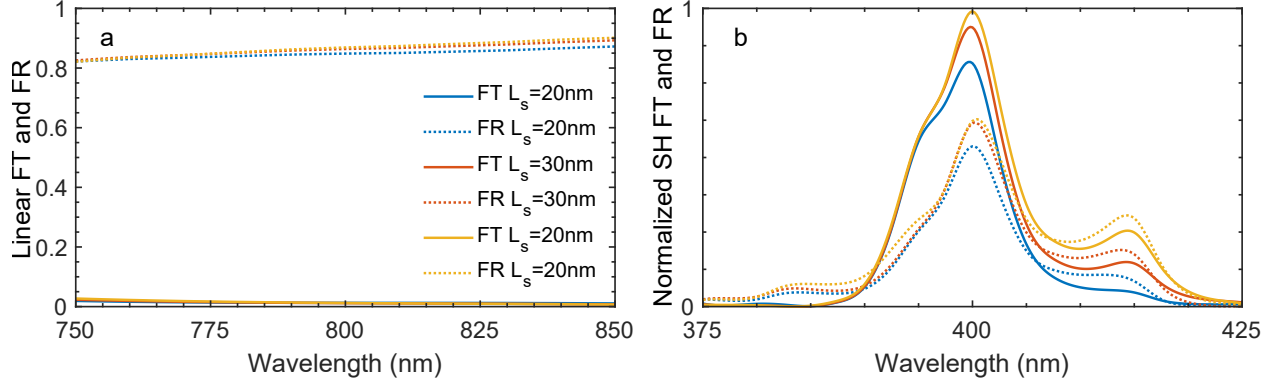 a
Linear FT and FR
1
0.8
0.6
0.4
0.2
0
FT L_s=20nm
FR L_s=20nm
FT L_s=30nm
FR L_s=30nm
FT L_s=20nm
FR L_s=20nm
750
775
800
825
850
Wavelength (nm)
b
Normalized SH FT and FR
1
0
375
400
425
Wavelength (nm)